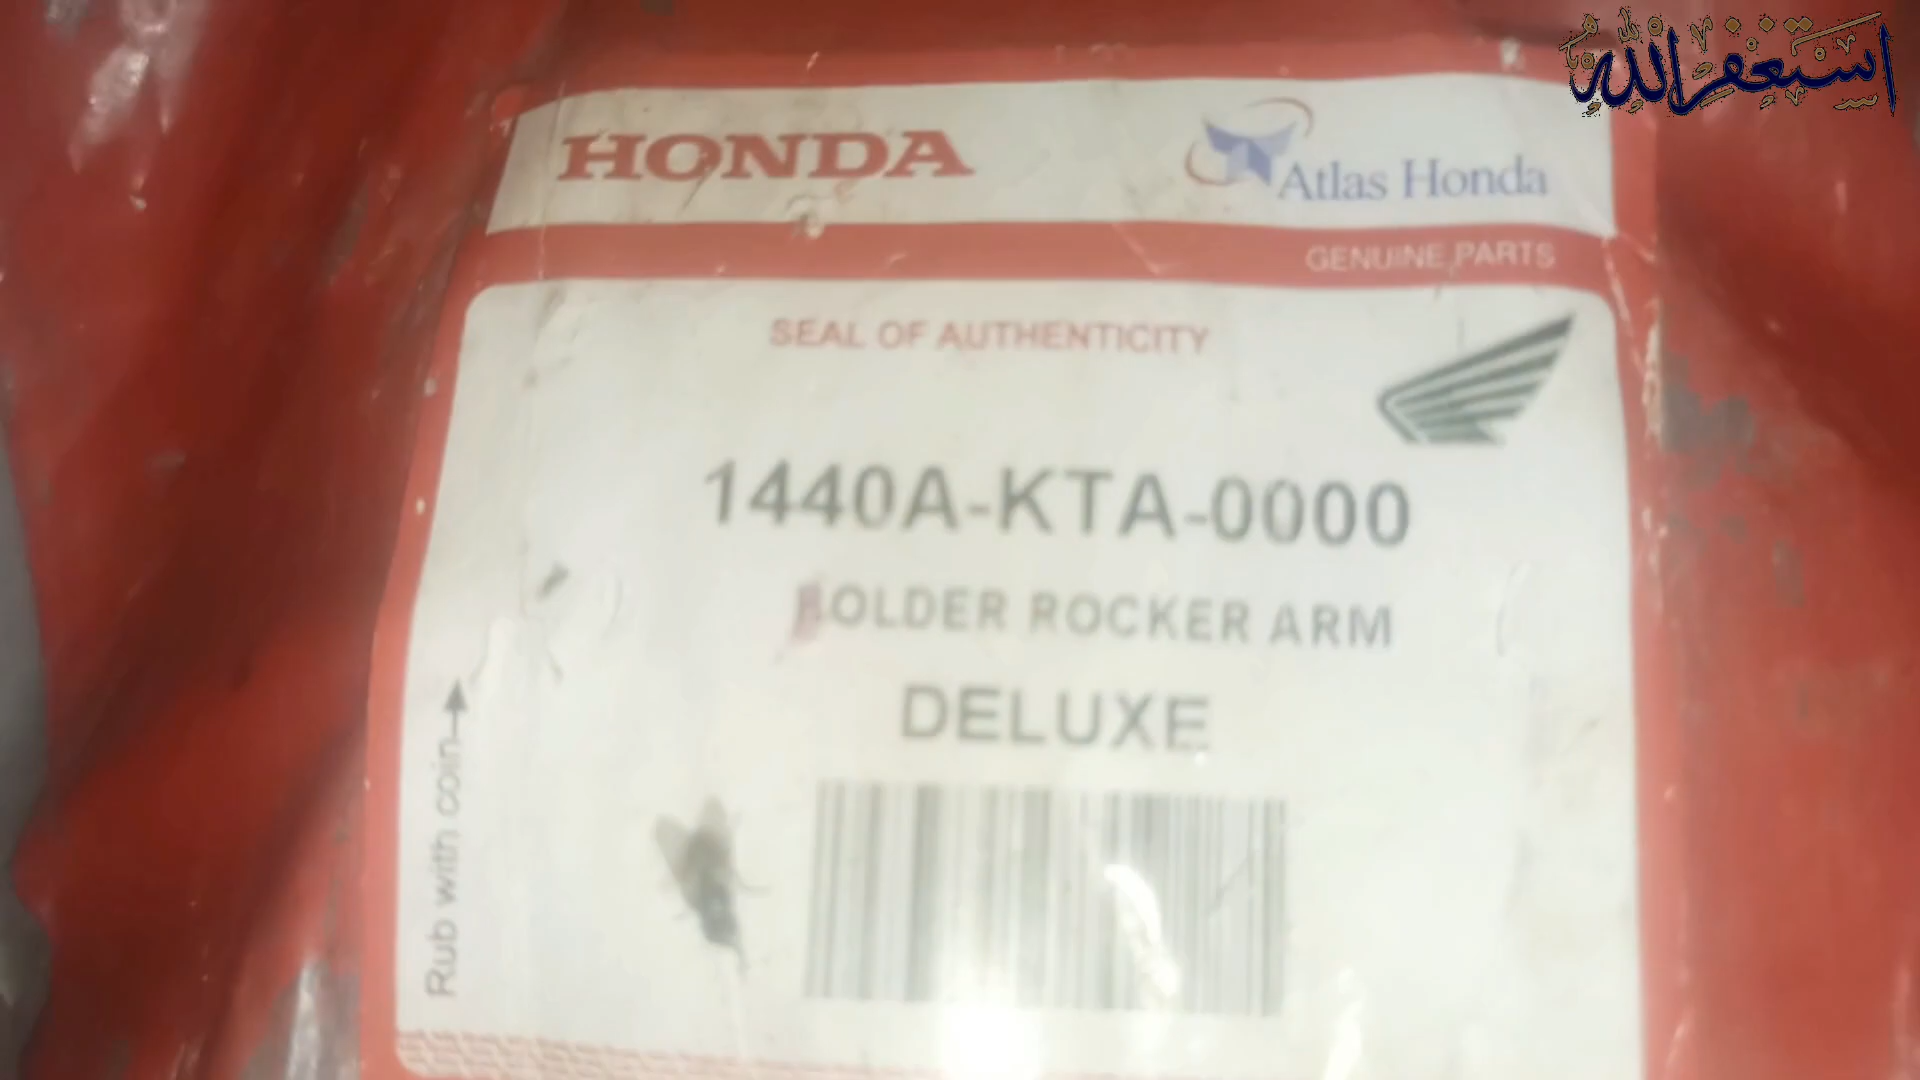 أستغفر الله
HONDA
Atlas Honda
GENUINE PARTS
SEAL OF AUTHENTICITY
1440A-KTA-0000
HOLDER ROCKER ARM
DELUXE
Rub with coin